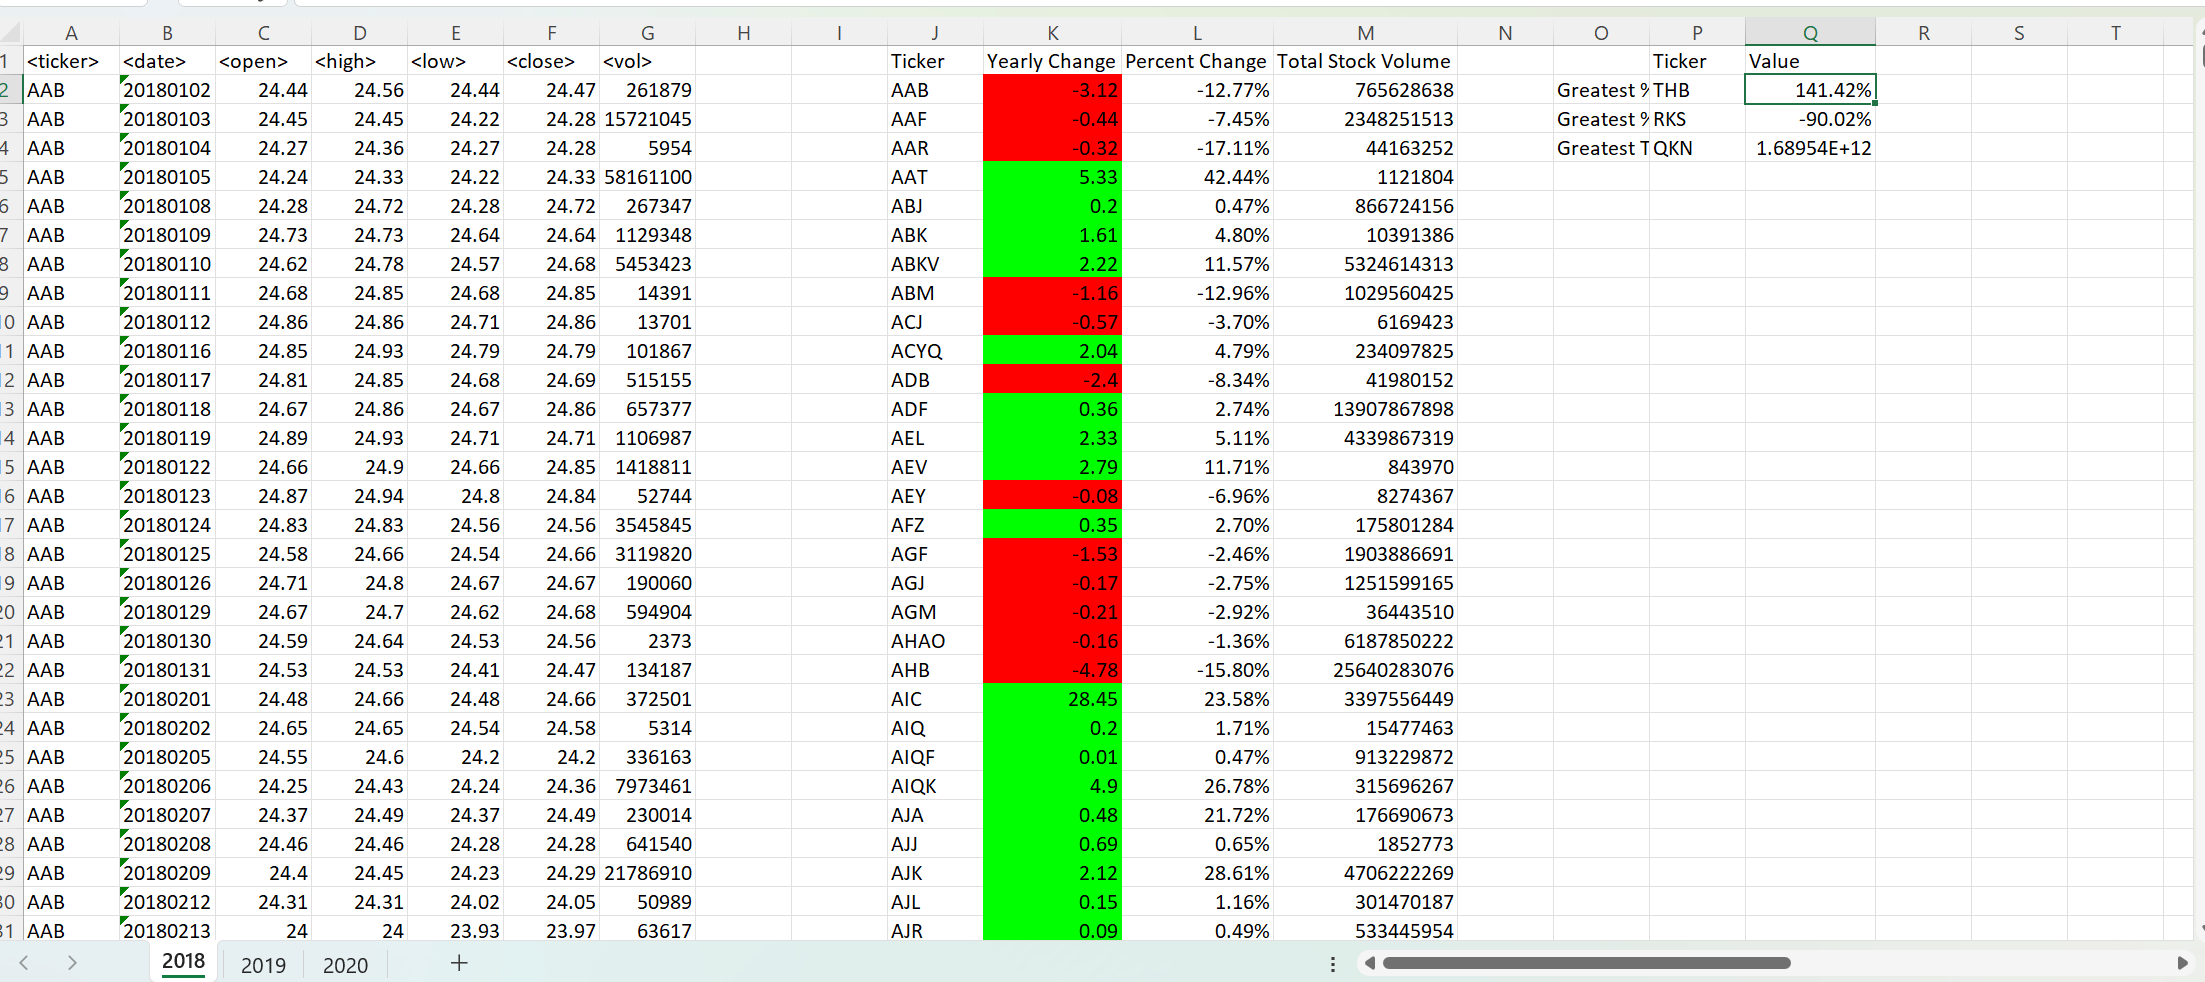 A B C D E F G H I J K L M N O P Q R S T
1 <ticker> <date> <open> <high> <low> <close> <vol> Ticker Yearly Change Percent Change Total Stock Volume Ticker Value
2 AAB 20180102 24.44 24.56 24.44 24.47 261879 AAB -3.12 -12.77% 765628638 Greatest % THB 141.42%
3 AAB 20180103 24.45 24.45 24.22 24.28 15721045 AAF -0.44 -7.45% 2348251513 Greatest % RKS -90.02%
4 AAB 20180104 24.27 24.36 24.27 24.28 5954 AAR -0.32 -17.11% 44163252 Greatest T QKN 1.68954E+12
5 AAB 20180105 24.24 24.33 24.22 24.33 58161100 AAT 5.33 42.44% 1121804
6 AAB 20180108 24.28 24.72 24.28 24.72 267347 ABJ 0.2 0.47% 866724156
7 AAB 20180109 24.73 24.73 24.64 24.64 1129348 ABK 1.61 4.80% 10391386
8 AAB 20180110 24.62 24.78 24.57 24.68 5453423 ABKV 2.22 11.57% 5324614313
9 AAB 20180111 24.68 24.85 24.68 24.85 14391 ABM -1.16 -12.96% 1029560425
10 AAB 20180112 24.86 24.86 24.71 24.86 13701 ACJ -0.57 -3.70% 6169423
11 AAB 20180116 24.85 24.93 24.79 24.79 101867 ACYQ 2.04 4.79% 234097825
12 AAB 20180117 24.81 24.85 24.68 24.69 515155 ADB -2.4 -8.34% 41980152
13 AAB 20180118 24.67 24.86 24.67 24.86 657377 ADF 0.36 2.74% 13907867898
14 AAB 20180119 24.89 24.93 24.71 24.71 1106987 AEL 2.33 5.11% 4339867319
15 AAB 20180122 24.66 24.9 24.66 24.85 1418811 AEV 2.79 11.71% 843970
16 AAB 20180123 24.87 24.94 24.8 24.84 52744 AEY -0.08 -6.96% 8274367
17 AAB 20180124 24.83 24.83 24.56 24.56 3545845 AFZ 0.35 2.70% 175801284
18 AAB 20180125 24.58 24.66 24.54 24.66 3119820 AGF -1.53 -2.46% 1903886691
19 AAB 20180126 24.71 24.8 24.67 24.67 190060 AGJ -0.17 -2.75% 1251599165
20 AAB 20180129 24.67 24.7 24.62 24.68 594904 AGM -0.21 -2.92% 36443510
21 AAB 20180130 24.59 24.64 24.53 24.56 2373 AHAO -0.16 -1.36% 6187850222
22 AAB 20180131 24.53 24.53 24.41 24.47 134187 AHB -4.78 -15.80% 25640283076
23 AAB 20180201 24.48 24.66 24.48 24.66 372501 AIC 28.45 23.58% 3397556449
24 AAB 20180202 24.65 24.65 24.54 24.58 5314 AIQ 0.2 1.71% 15477463
25 AAB 20180205 24.55 24.6 24.2 24.2 336163 AIQF 0.01 0.47% 913229872
26 AAB 20180206 24.25 24.43 24.24 24.36 7973461 AIQK 4.9 26.78% 315696267
27 AAB 20180207 24.37 24.49 24.37 24.49 230014 AJA 0.48 21.72% 176690673
28 AAB 20180208 24.46 24.46 24.28 24.28 641540 AJJ 0.69 0.65% 1852773
29 AAB 20180209 24.4 24.45 24.23 24.29 21786910 AJK 2.12 28.61% 4706222269
30 AAB 20180212 24.31 24.31 24.02 24.05 50989 AJL 0.15 1.16% 301470187
31 AAB 20180213 24 24 23.93 23.97 63617 AJR 0.09 0.49% 533445954
2018 2019 2020 +